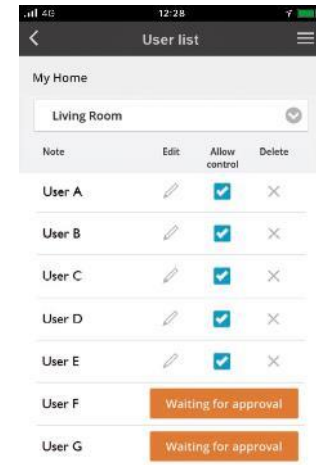 4G 12:28
User list
My Home
Living Room
Note Edit Allow control Delete
User A
User B
User C
User D
User E
User F Waiting for approval
User G Waiting for approval